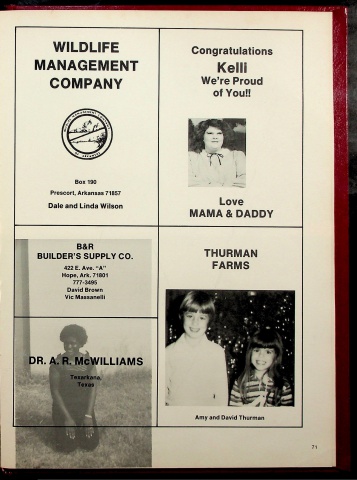 WILDLIFE
MANAGEMENT
COMPANY
Box 190
Prescort, Arkansas 71857
Dale and Linda Wilson
Congratulations
Kelli
We're Proud
of You!!
Love
MAMA & DADDY
B&R
BUILDER'S SUPPLY CO.
422 E. Ave. "A"
Hope, Ark. 71801
777-3495
David Brown
Vic Massanelli
DR. A. R. McWILLIAMS
Texarkana,
Texas
THURMAN
FARMS
Amy and David Thurman
71